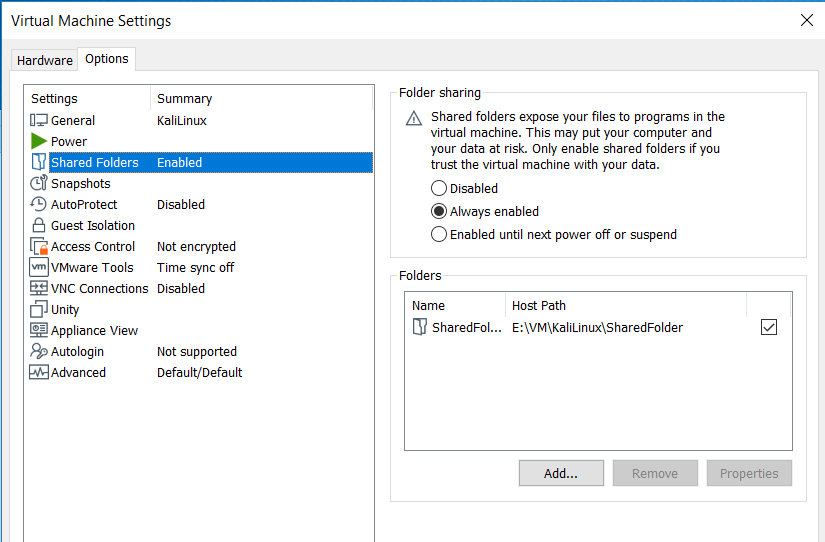 Virtual Machine Settings
Hardware
Options
Settings Summary
General KaliLinux
Power
Shared Folders Enabled
Snapshots
AutoProtect Disabled
Guest Isolation
Access Control Not encrypted
vm VMware Tools Time sync off
VNC Connections Disabled
Unity
Appliance View
Autologin Not supported
Advanced Default/Default
Folder sharing
Shared folders expose your files to programs in the
virtual machine. This may put your computer and
your data at risk. Only enable shared folders if you
trust the virtual machine with your data.
Disabled
Always enabled
Enabled until next power off or suspend
Folders
Name Host Path
SharedFol... E:\VM\KaliLinux\SharedFolder
Add... Remove Properties